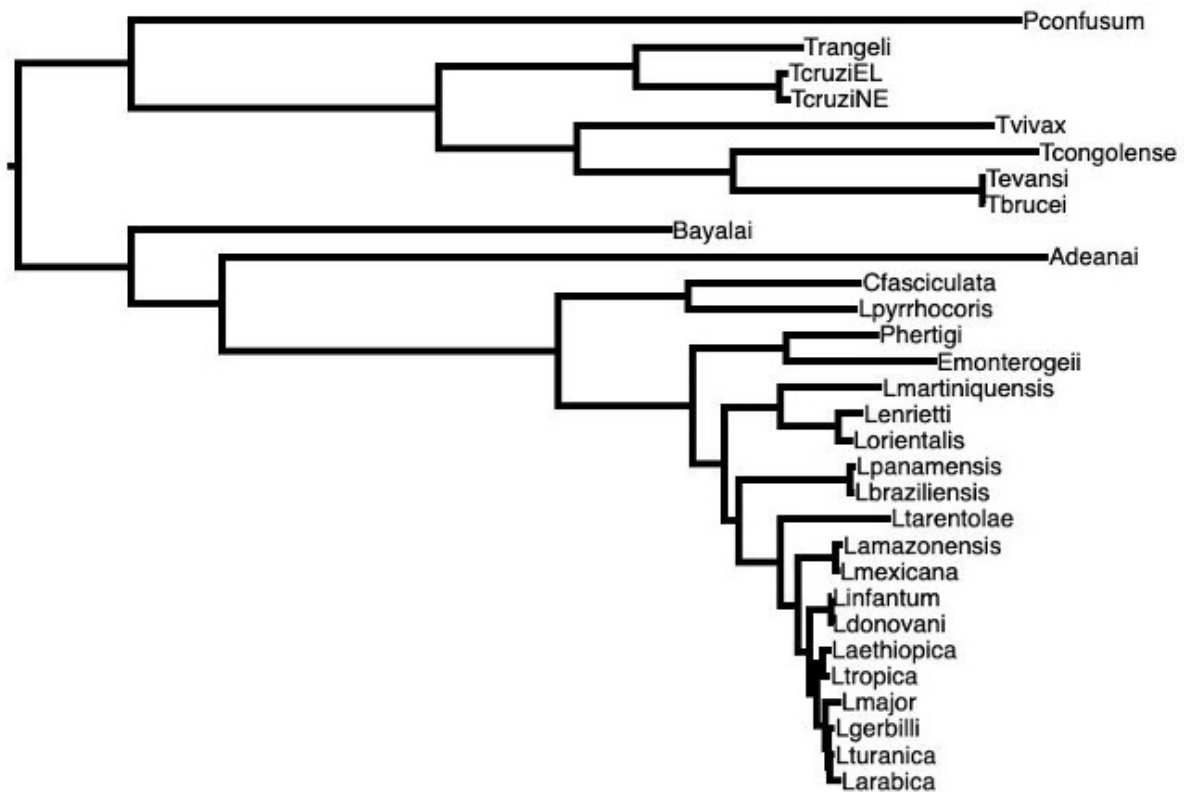 Pconfusum
Trangeli
TcruziEL
TcruziNE
Tvivax
Tcongolense
Tevansi
Tbrucei
Bayalai
Adeanai
Cfasciculata
Lpyrrhocoris
Phertigi
Emonterogeii
Lmartiniquensis
Lenrietti
Lorientalis
Lpanamensis
Lbraziliensis
Ltarentolae
Lamazonensis
Lmexicana
Linfantum
Ldonovani
Laethiopica
Ltropica
Lmajor
Lgerbilli
Lturanica
Larabica